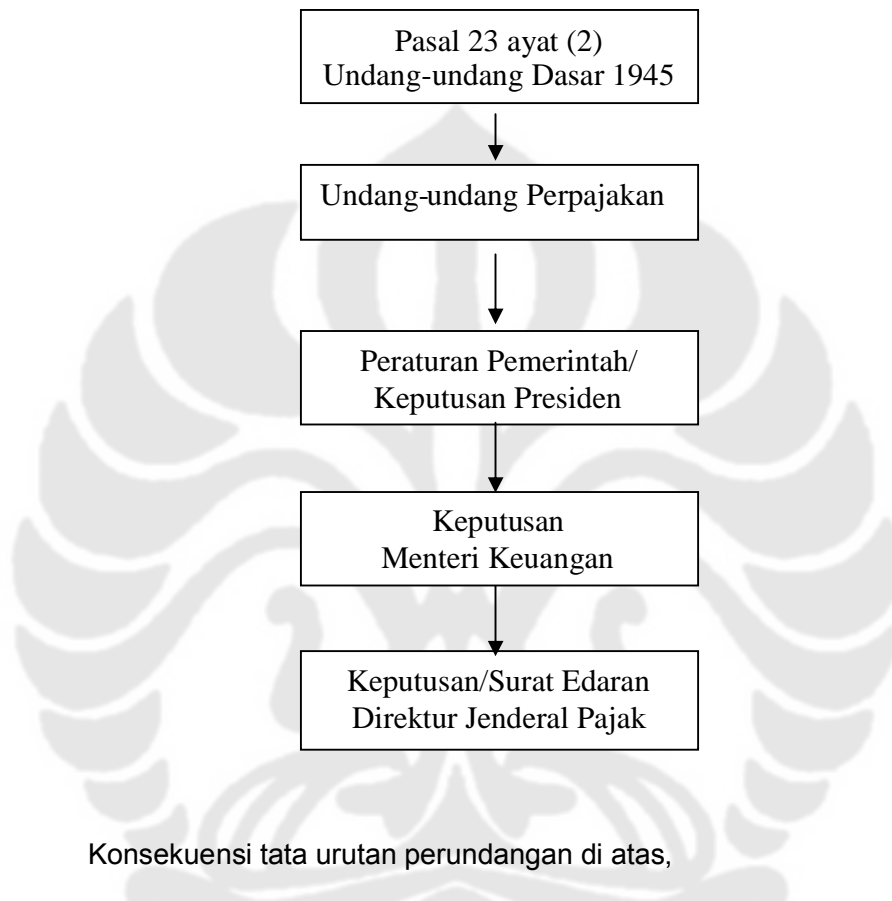 Pasal 23 ayat (2)
Undang-undang Dasar 1945
Undang-undang Perpajakan
Peraturan Pemerintah/
Keputusan Presiden
Keputusan
Menteri Keuangan
Keputusan/Surat Edaran
Direktur Jenderal Pajak
Konsekuensi tata urutan perundangan di atas,